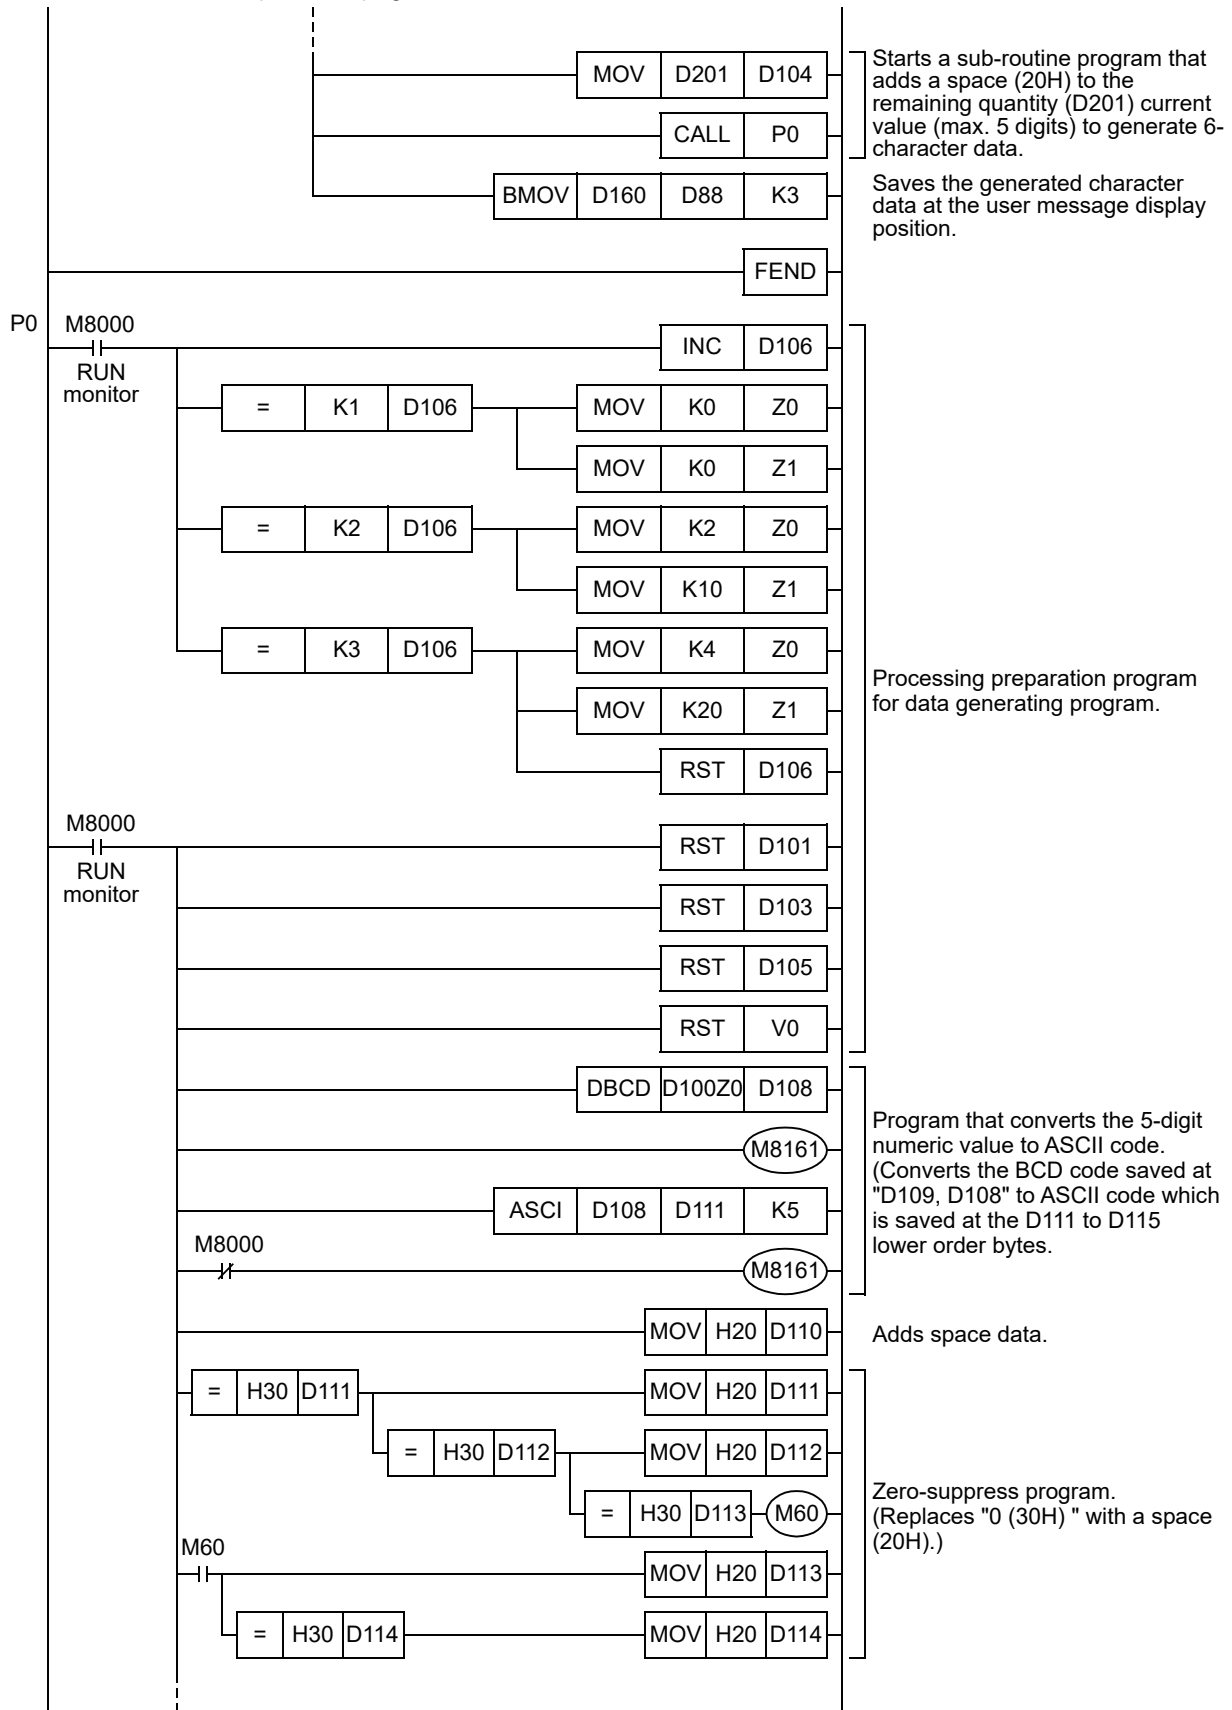 MOV D201 D104
Starts a sub-routine program that
adds a space (20H) to the
remaining quantity (D201) current
value (max. 5 digits) to generate 6-
character data.
CALL P0
BMOV D160 D88 K3
Saves the generated character
data at the user message display
position.
FEND
P0
M8000
RUN
monitor
INC D106
= K1 D106
MOV K0 Z0
MOV K0 Z1
= K2 D106
MOV K2 Z0
MOV K10 Z1
= K3 D106
MOV K4 Z0
MOV K20 Z1
RST D106
Processing preparation program
for data generating program.
M8000
RUN
monitor
RST D101
RST D103
RST D105
RST V0
DBCD D100Z0 D108
M8161
ASCI D108 D111 K5
M8000
M8161
Program that converts the 5-digit
numeric value to ASCII code.
(Converts the BCD code saved at
"D109, D108" to ASCII code which
is saved at the D111 to D115
lower order bytes.
MOV H20 D110
Adds space data.
= H30 D111
MOV H20 D111
= H30 D112
MOV H20 D112
= H30 D113
M60
M60
MOV H20 D113
= H30 D114
MOV H20 D114
Zero-suppress program.
(Replaces "0 (30H) " with a space
(20H).)